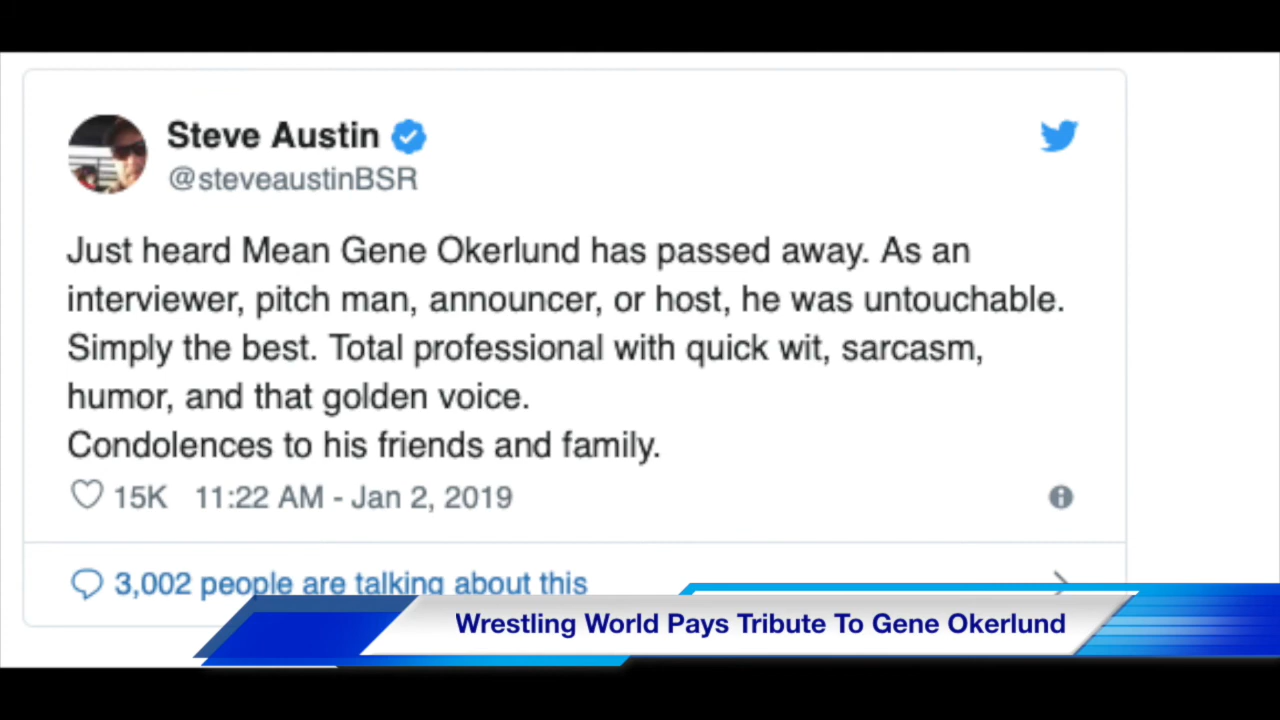 Steve Austin
@steveaustinBSR
Just heard Mean Gene Okerlund has passed away. As an
interviewer, pitch man, announcer, or host, he was untouchable.
Simply the best. Total professional with quick wit, sarcasm,
humor, and that golden voice.
Condolences to his friends and family.
15K 11:22 AM - Jan 2, 2019
3,002 people are talking about this
Wrestling World Pays Tribute To Gene Okerlund